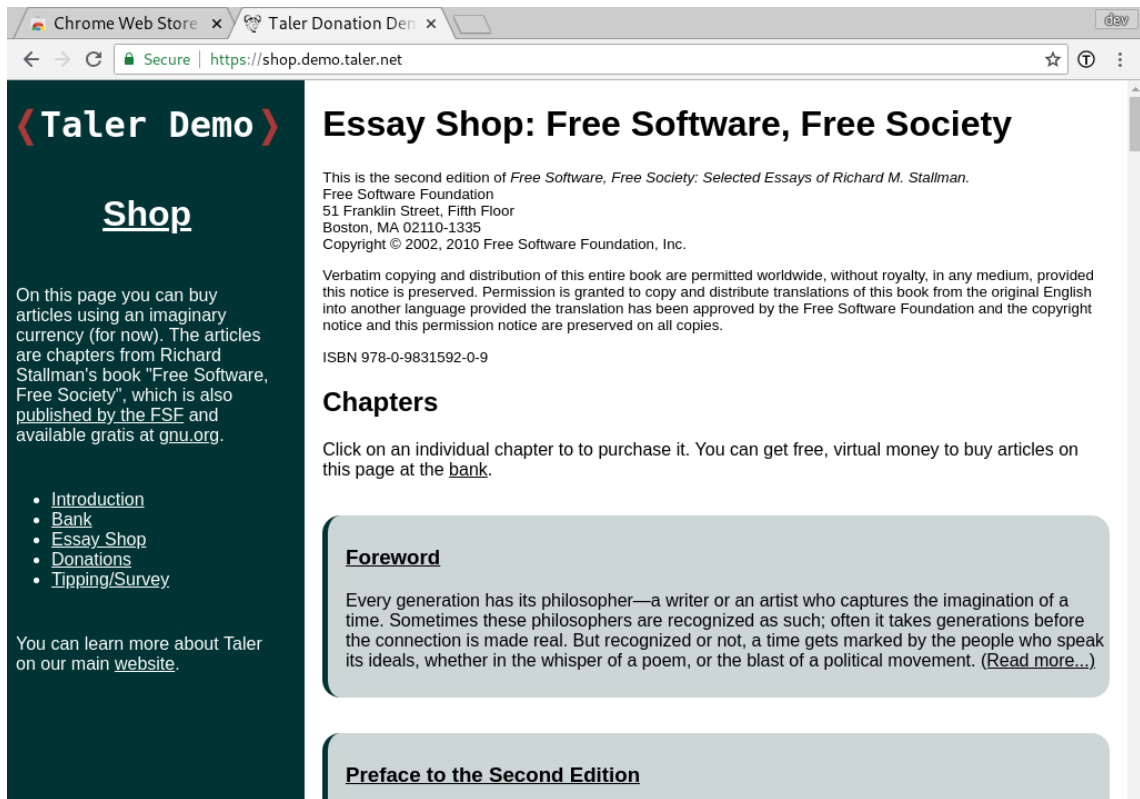 Chrome Web Store
Taler Donation Den
dev
Secure
https://shop.demo.taler.net
❬Taler Demo❭
Shop
On this page you can buy
articles using an imaginary
currency (for now). The articles
are chapters from Richard
Stallman's book "Free Software,
Free Society", which is also
published by the FSF and
available gratis at gnu.org.
• Introduction
• Bank
• Essay Shop
• Donations
• Tipping/Survey
You can learn more about Taler
on our main website.
Essay Shop: Free Software, Free Society
This is the second edition of Free Software, Free Society: Selected Essays of Richard M. Stallman.
Free Software Foundation
51 Franklin Street, Fifth Floor
Boston, MA 02110-1335
Copyright © 2002, 2010 Free Software Foundation, Inc.
Verbatim copying and distribution of this entire book are permitted worldwide, without royalty, in any medium, provided
this notice is preserved. Permission is granted to copy and distribute translations of this book from the original English
into another language provided the translation has been approved by the Free Software Foundation and the copyright
notice and this permission notice are preserved on all copies.
ISBN 978-0-9831592-0-9
Chapters
Click on an individual chapter to to purchase it. You can get free, virtual money to buy articles on
this page at the bank.
Foreword
Every generation has its philosopher—a writer or an artist who captures the imagination of a
time. Sometimes these philosophers are recognized as such; often it takes generations before
the connection is made real. But recognized or not, a time gets marked by the people who speak
its ideals, whether in the whisper of a poem, or the blast of a political movement. (Read more...)
Preface to the Second Edition